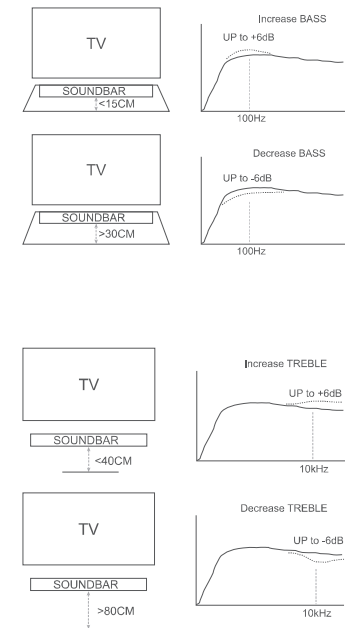 Increase BASS
TV
UP to +6dB
SOUNDBAR
<15CM
100Hz
Decrease BASS
TV
UP to -6dB
SOUNDBAR
>30CM
100Hz
Increase TREBLE
TV
UP to +6dB
SOUNDBAR
<40CM
10kHz
Decrease TREBLE
TV
UP to -6dB
SOUNDBAR
>80CM
10kHz